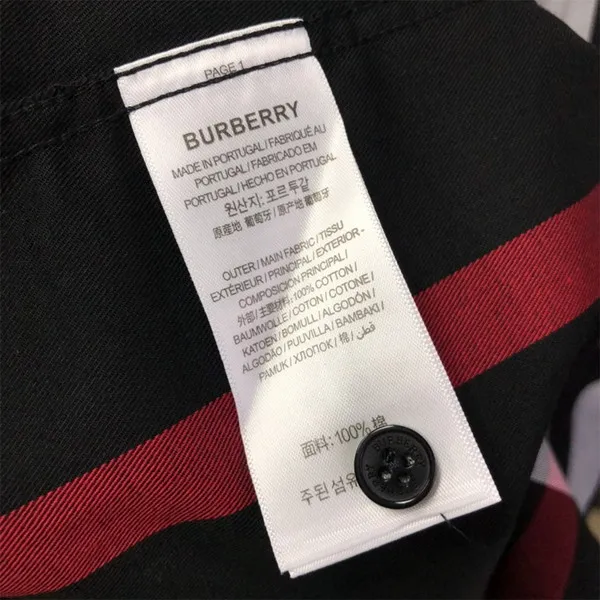 PAGE 1
BURBERRY
MADE IN PORTUGAL / FABRIQUÉ AU
PORTUGAL / FABRICADO EM
PORTUGAL / HECHO EN PORTUGAL
원산지: 포르투갈
原産地 葡萄牙 / 原产地 葡萄牙
OUTER / MAIN FABRIC / TISSU
EXTÉRIEUR / PRINCIPAL / EXTERIOR -
COMPOSICIÓN PRINCIPAL /
外部 / 主要材料: 100% COTTON /
BAUMWOLLE / COTON / COTONE /
KATOEN / BOMULL / ALGODÓN /
ALGODÃO / PUUVILLA / BAMBAKI /
PAMUK / ХЛОПОК / 棉 / قطن
面料: 100% 棉
주된 섬유
BURBERRY